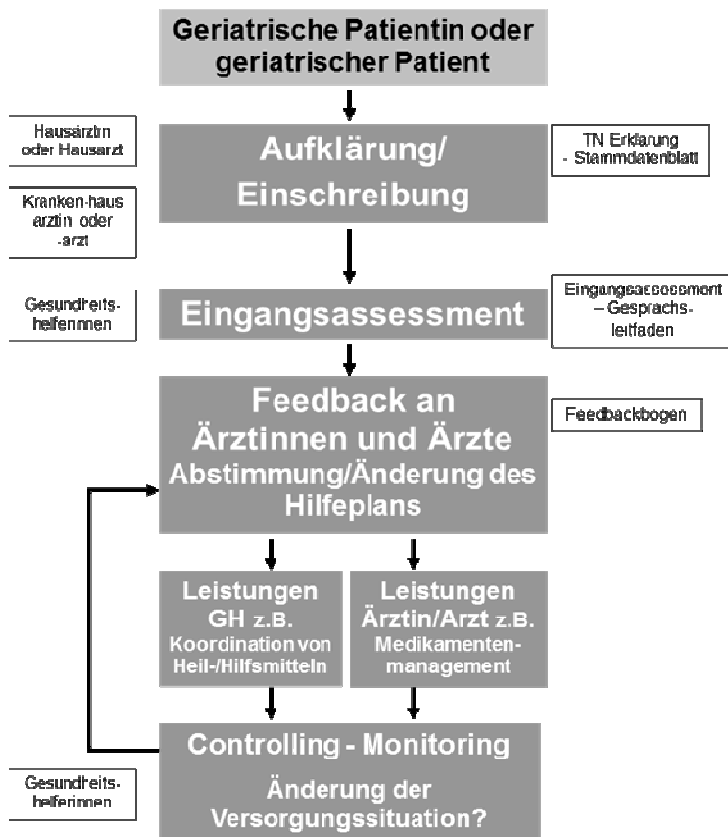 Geriatrische Patientin oder
geriatrischer Patient
Hausärztin
oder Hausarzt
Aufklärung/
Einschreibung
TN Erklärung
- Stammdatenblatt
Kranken-haus
arztin oder
-arzt
Gesundheits-
helferinnen
Eingangsassessment
Eingangsassessment
– Gesprachs-
leitfaden
Feedback an
Ärztinnen und Ärzte
Abstimmung/Änderung des
Hilfeplans
Feedbackbogen
Leistungen
GH z.B.
Koordination von
Heil-/Hilfsmitteln
Leistungen
Ärztin/Arzt z.B.
Medikamenten-
management
Controlling - Monitoring
Änderung der
Versorgungssituation?
Gesundheits-
helferinnen